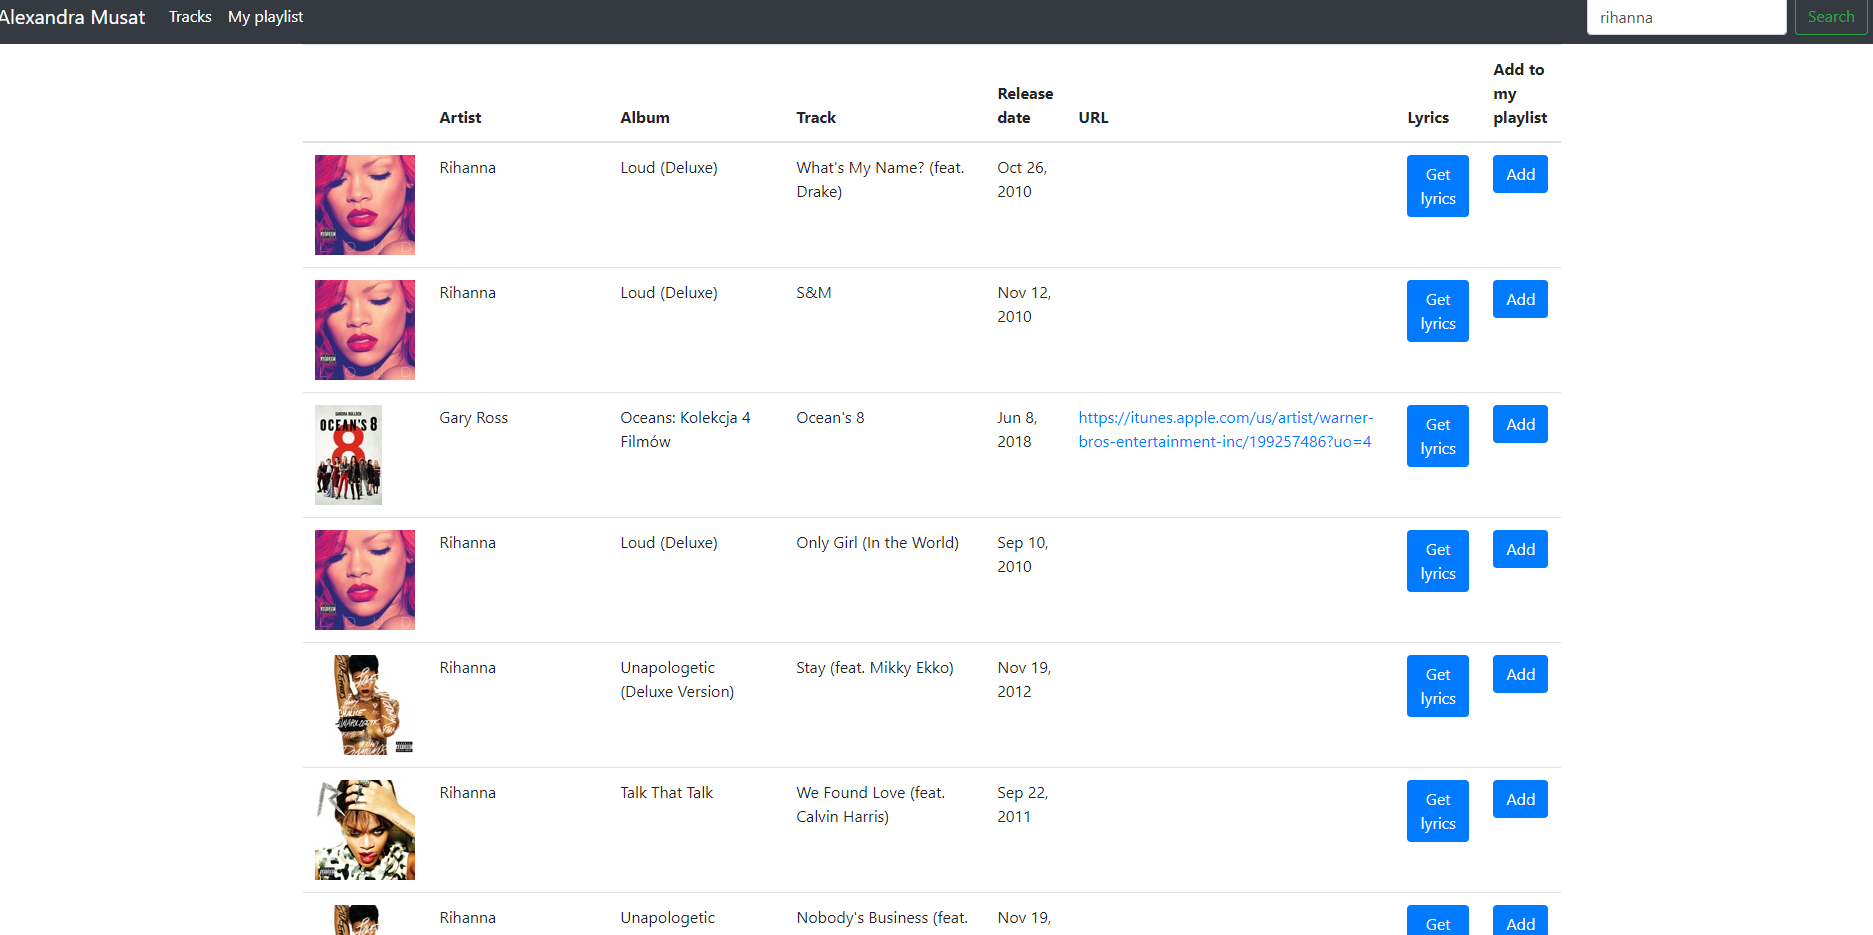 Alexandra Musat Tracks My playlist rihanna Search
Add to
Release my
Artist Album Track date URL Lyrics playlist
Rihanna Loud (Deluxe) What's My Name? (feat. Oct 26, Get Add
Drake) 2010 lyrics
Rihanna Loud (Deluxe) S&M Nov 12, Get Add
2010 lyrics
OCEAN'S 8
8
Gary Ross Oceans: Kolekcja 4 Ocean's 8 Jun 8, https://itunes.apple.com/us/artist/warner- Get Add
Filmów 2018 bros-entertainment-inc/199257486?uo=4 lyrics
Rihanna Loud (Deluxe) Only Girl (In the World) Sep 10, Get Add
2010 lyrics
Rihanna Unapologetic Stay (feat. Mikky Ekko) Nov 19, Get Add
(Deluxe Version) 2012 lyrics
Rihanna Talk That Talk We Found Love (feat. Sep 22, Get Add
Calvin Harris) 2011 lyrics
Rihanna Unapologetic Nobody's Business (feat. Nov 19, Get Add